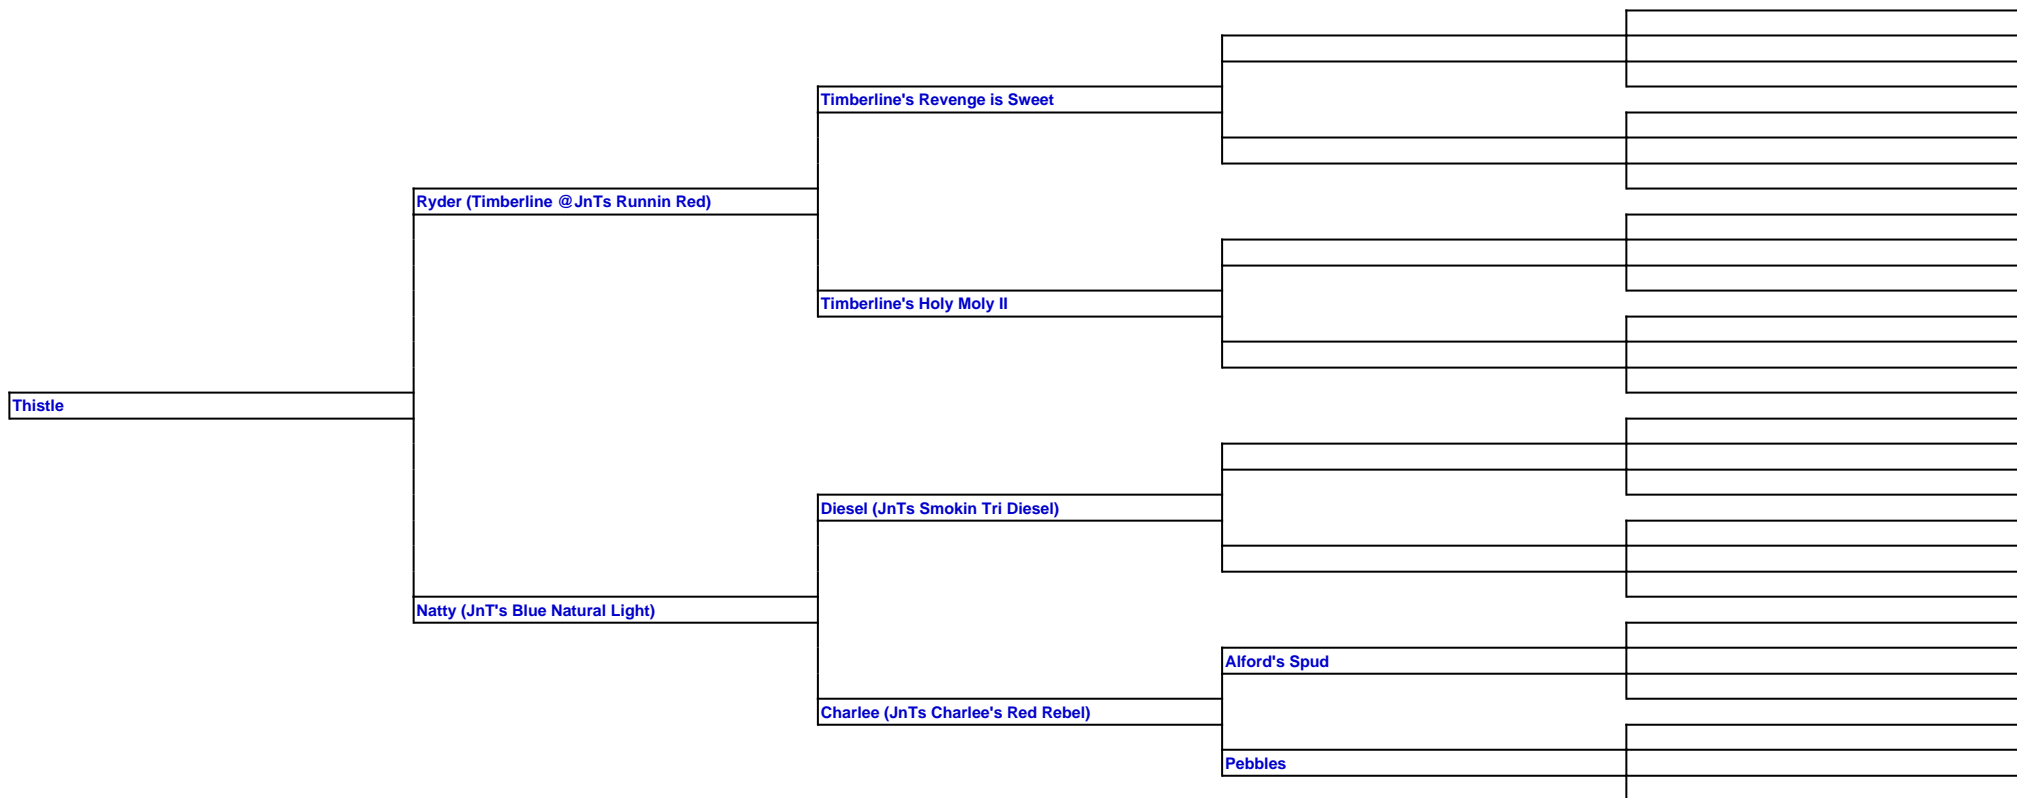 Timberline's Revenge is Sweet
Ryder (Timberline @JnTs Runnin Red)
Timberline's Holy Moly II
Thistle
Diesel (JnTs Smokin Tri Diesel)
Natty (JnT's Blue Natural Light)
Alford's Spud
Charlee (JnTs Charlee's Red Rebel)
Pebbles